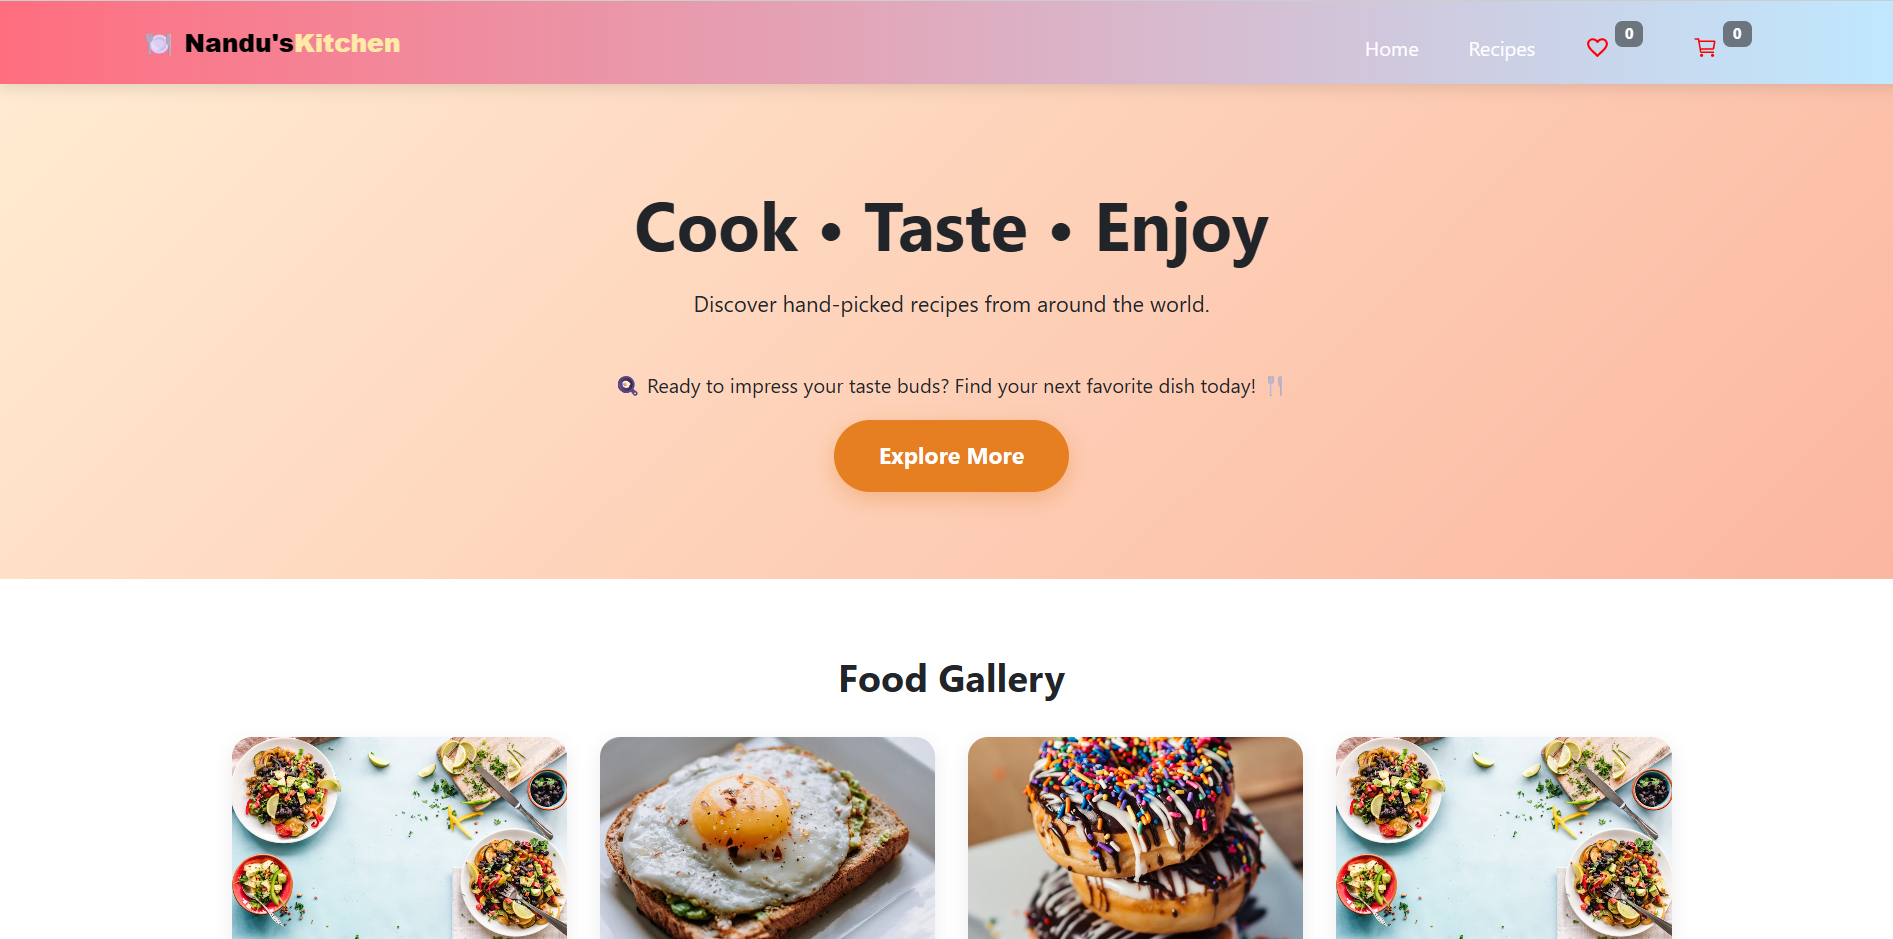 🍽️ Nandu'sKitchen
Home
Recipes
0
0
Cook • Taste • Enjoy
Discover hand-picked recipes from around the world.
🍳 Ready to impress your taste buds? Find your next favorite dish today! 🍴
Explore More
Food Gallery